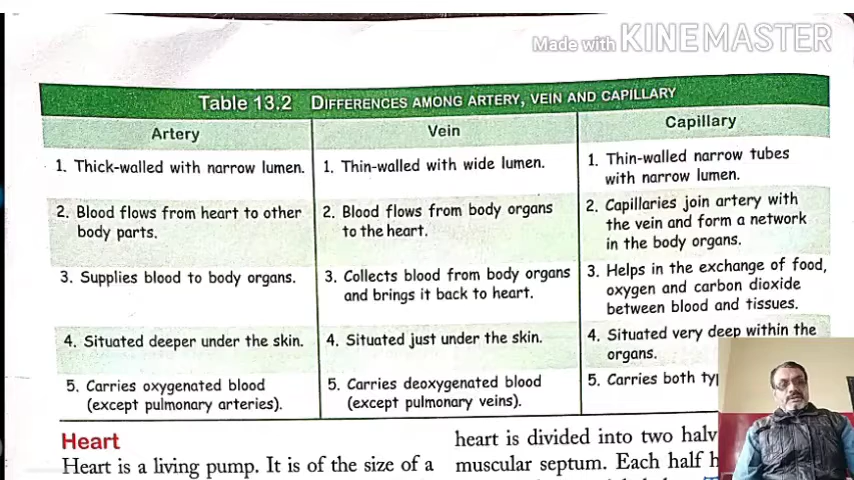 Made with KINEMASTER
Table 13.2 DIFFERENCES AMONG ARTERY, VEIN AND CAPILLARY
Artery
1. Thick-walled with narrow lumen.
2. Blood flows from heart to other
body parts.
3. Supplies blood to body organs.
4. Situated deeper under the skin.
5. Carries oxygenated blood
(except pulmonary arteries).
Vein
1. Thin-walled with wide lumen.
2. Blood flows from body organs
to the heart.
3. Collects blood from body organs
and brings it back to heart.
4. Situated just under the skin.
5. Carries deoxygenated blood
(except pulmonary veins).
Capillary
1. Thin-walled narrow tubes
with narrow lumen.
2. Capillaries join artery with
the vein and form a network
in the body organs.
3. Helps in the exchange of food,
oxygen and carbon dioxide
between blood and tissues.
4. Situated very deep within the
organs.
5. Carries both
Heart
Heart is a living pump. It is of the size of a
heart is divided into two
muscular septum. Each half